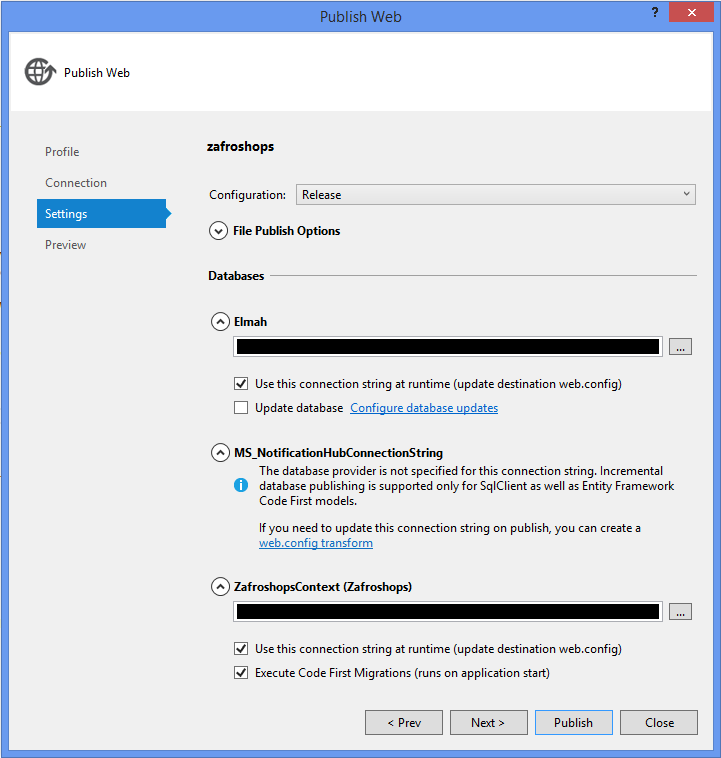 Publish Web
?
Publish Web
Profile
Connection
Settings
Preview
zafroshops
Configuration: Release
File Publish Options
Databases
Elmah
...
Use this connection string at runtime (update destination web.config)
Update database Configure database updates
MS_NotificationHubConnectionString
The database provider is not specified for this connection string. Incremental
database publishing is supported only for SqlClient as well as Entity Framework
Code First models.
If you need to update this connection string on publish, you can create a
web.config transform
ZafroshopsContext (Zafroshops)
...
Use this connection string at runtime (update destination web.config)
Execute Code First Migrations (runs on application start)
< Prev Next > Publish Close